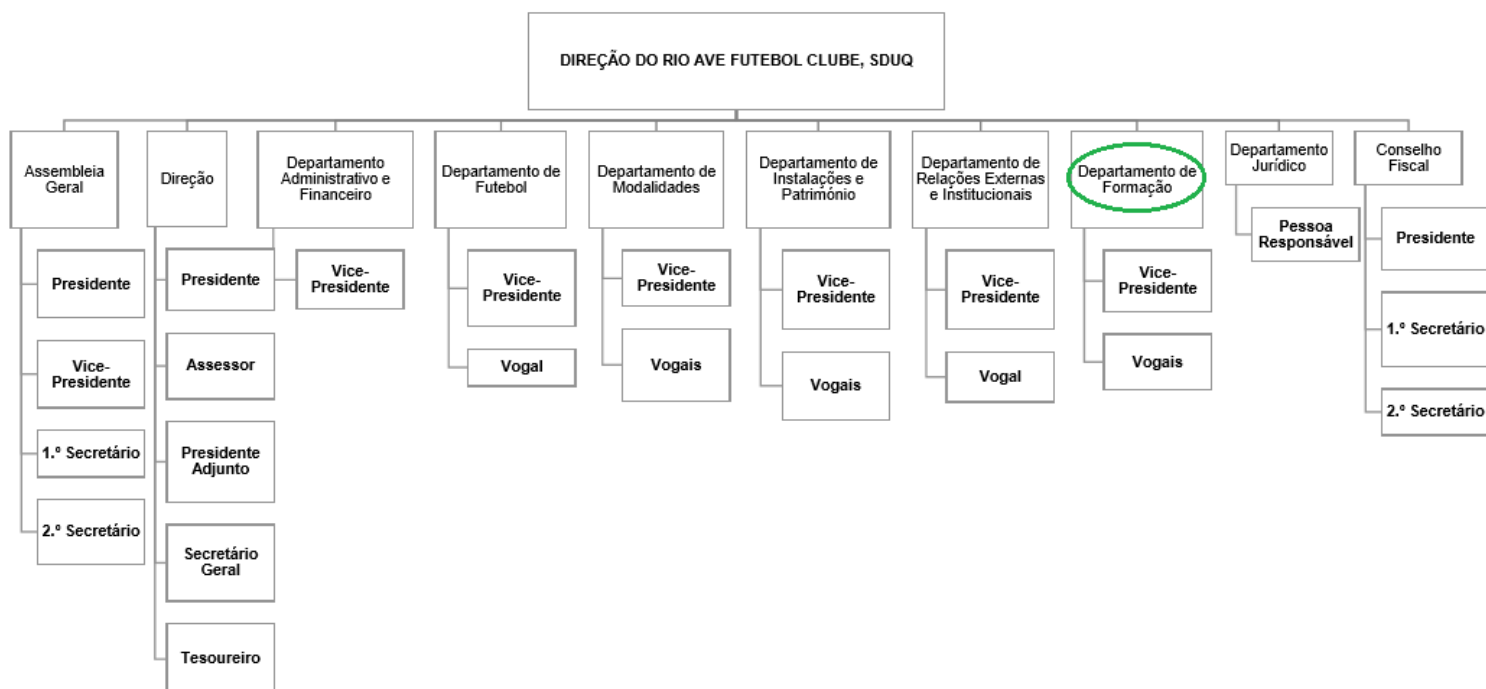 DIREÇÃO DO RIO AVE FUTEBOL CLUBE, SDUQ
Assembleia
Geral
Presidente
Vice-
Presidente
1.º Secretário
2.º Secretário
Direção
Presidente
Assessor
Presidente
Adjunto
Secretário
Geral
Tesoureiro
Departamento
Administrativo e
Financeiro
Vice-
Presidente
Departamento de
Futebol
Vice-
Presidente
Vogal
Departamento de
Modalidades
Vice-
Presidente
Vogais
Departamento de
Instalações e
Património
Vice-
Presidente
Vogais
Departamento de
Relações Externas
e Institucionais
Vice-
Presidente
Vogal
Departamento de
Formação
Vice-
Presidente
Vogais
Departamento
Jurídico
Pessoa
Responsável
Conselho
Fiscal
Presidente
1.º Secretário
2.º Secretário